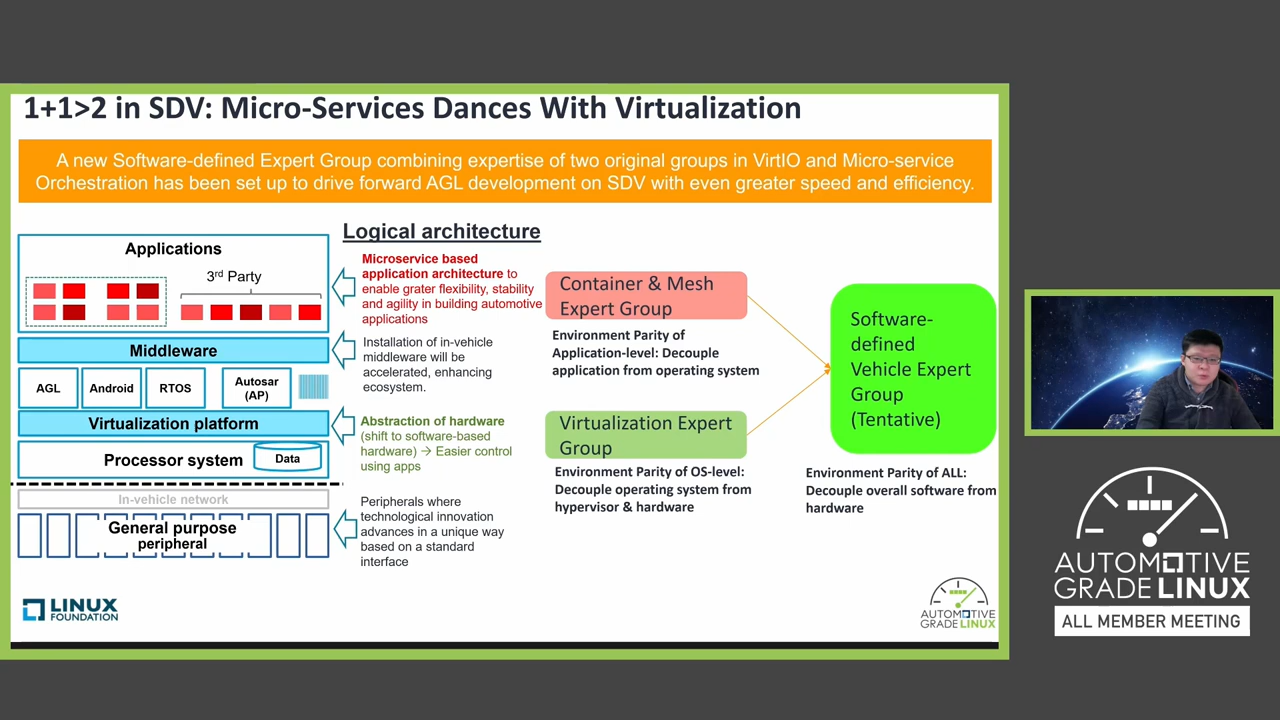 1+1>2 in SDV: Micro-Services Dances With Virtualization
A new Software-defined Expert Group combining expertise of two original groups in VirtIO and Micro-service
Orchestration has been set up to drive forward AGL development on SDV with even greater speed and efficiency.
Logical architecture
Applications
3rd Party
Middleware
AGL
Android
RTOS
Autosar
(AP)
Virtualization platform
Processor system
Data
In-vehicle network
General purpose
peripheral
Microservice based
application architecture to
enable grater flexibility, stability
and agility in building automotive
applications
Installation of in-vehicle
middleware will be
accelerated, enhancing
ecosystem.
Abstraction of hardware
(shift to software-based
hardware) → Easier control
using apps
Peripherals where
technological innovation
advances in a unique way
based on a standard
interface
Container & Mesh
Expert Group
Environment Parity of
Application-level: Decouple
application from operating system
Virtualization Expert
Group
Environment Parity of OS-level:
Decouple operating system from
hypervisor & hardware
Software-
defined
Vehicle Expert
Group
(Tentative)
Environment Parity of ALL:
Decouple overall software from
hardware
LINUX
FOUNDATION
AUTOMOTIVE
GRADE LINUX
AUTOMOTIVE
GRADE LINUX
ALL MEMBER MEETING